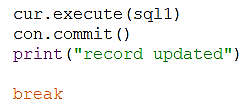 cur.execute(sql1)
con.commit()
print("record updated")
break